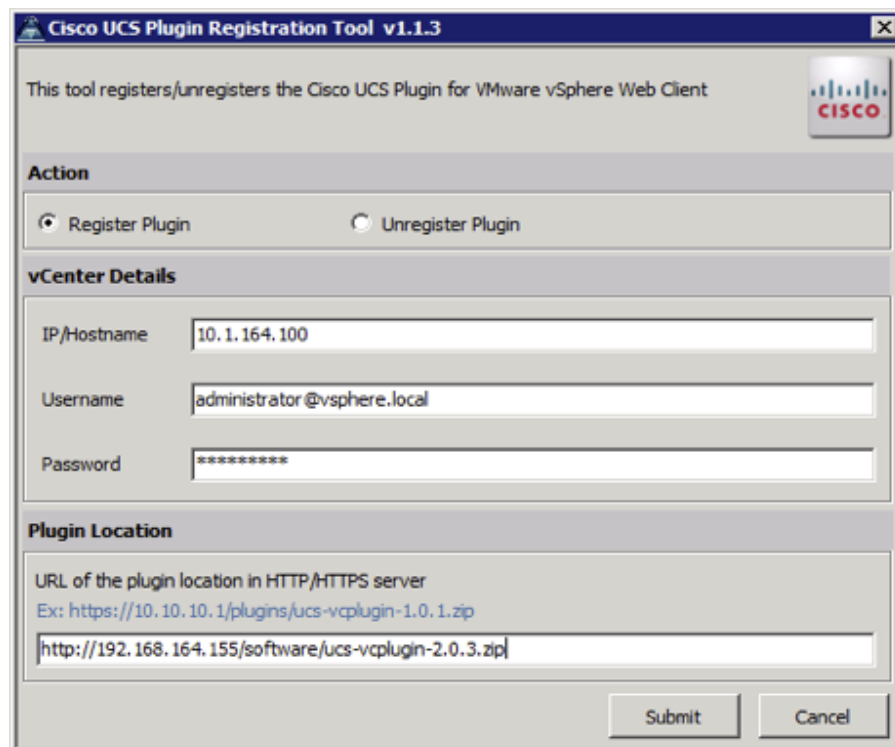 Cisco UCS Plugin Registration Tool v1.1.3
This tool registers/unregisters the Cisco UCS Plugin for VMware vSphere Web Client
CISCO
Action
Register Plugin
Unregister Plugin
vCenter Details
IP/Hostname
10.1.164.100
Username
administrator@vsphere.local
Password
*********
Plugin Location
URL of the plugin location in HTTP/HTTPS server
Ex: https://10.10.10.1/plugins/ucs-vcplugin-1.0.1.zip
http://192.168.164.155/software/ucs-vcplugin-2.0.3.zip
Submit
Cancel